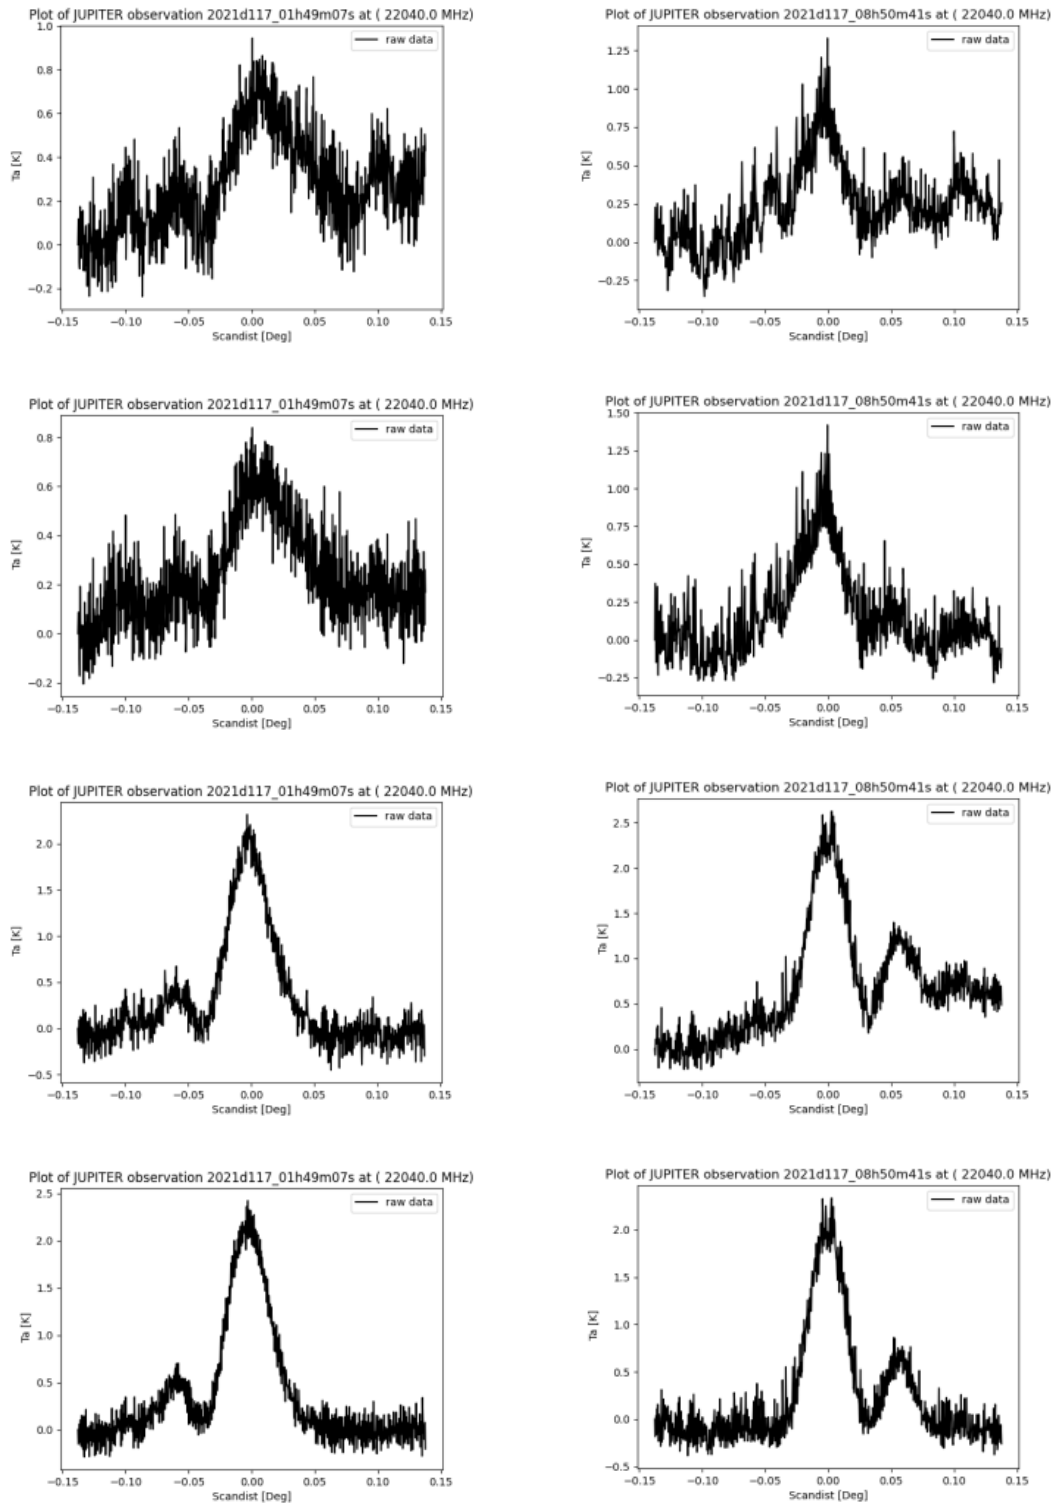 Plot of JUPITER observation 2021d117_01h49m07s at ( 22040.0 MHz)
raw data
1.0
0.8
0.6
0.4
0.2
0.0
−0.2
Ta [K]
−0.15 −0.10 −0.05 0.00 0.05 0.10 0.15
Scandist [Deg]
Plot of JUPITER observation 2021d117_08h50m41s at ( 22040.0 MHz)
raw data
1.25
1.00
0.75
0.50
0.25
0.00
−0.25
Ta [K]
−0.15 −0.10 −0.05 0.00 0.05 0.10 0.15
Scandist [Deg]
Plot of JUPITER observation 2021d117_01h49m07s at ( 22040.0 MHz)
raw data
0.8
0.6
0.4
0.2
0.0
−0.2
Ta [K]
−0.15 −0.10 −0.05 0.00 0.05 0.10 0.15
Scandist [Deg]
Plot of JUPITER observation 2021d117_08h50m41s at ( 22040.0 MHz)
raw data
1.50
1.25
1.00
0.75
0.50
0.25
0.00
−0.25
Ta [K]
−0.15 −0.10 −0.05 0.00 0.05 0.10 0.15
Scandist [Deg]
Plot of JUPITER observation 2021d117_01h49m07s at ( 22040.0 MHz)
raw data
2.0
1.5
1.0
0.5
0.0
−0.5
Ta [K]
−0.15 −0.10 −0.05 0.00 0.05 0.10 0.15
Scandist [Deg]
Plot of JUPITER observation 2021d117_08h50m41s at ( 22040.0 MHz)
raw data
2.5
2.0
1.5
1.0
0.5
0.0
Ta [K]
−0.15 −0.10 −0.05 0.00 0.05 0.10 0.15
Scandist [Deg]
Plot of JUPITER observation 2021d117_01h49m07s at ( 22040.0 MHz)
raw data
2.5
2.0
1.5
1.0
0.5
0.0
Ta [K]
−0.15 −0.10 −0.05 0.00 0.05 0.10 0.15
Scandist [Deg]
Plot of JUPITER observation 2021d117_08h50m41s at ( 22040.0 MHz)
raw data
2.0
1.5
1.0
0.5
0.0
−0.5
Ta [K]
−0.15 −0.10 −0.05 0.00 0.05 0.10 0.15
Scandist [Deg]